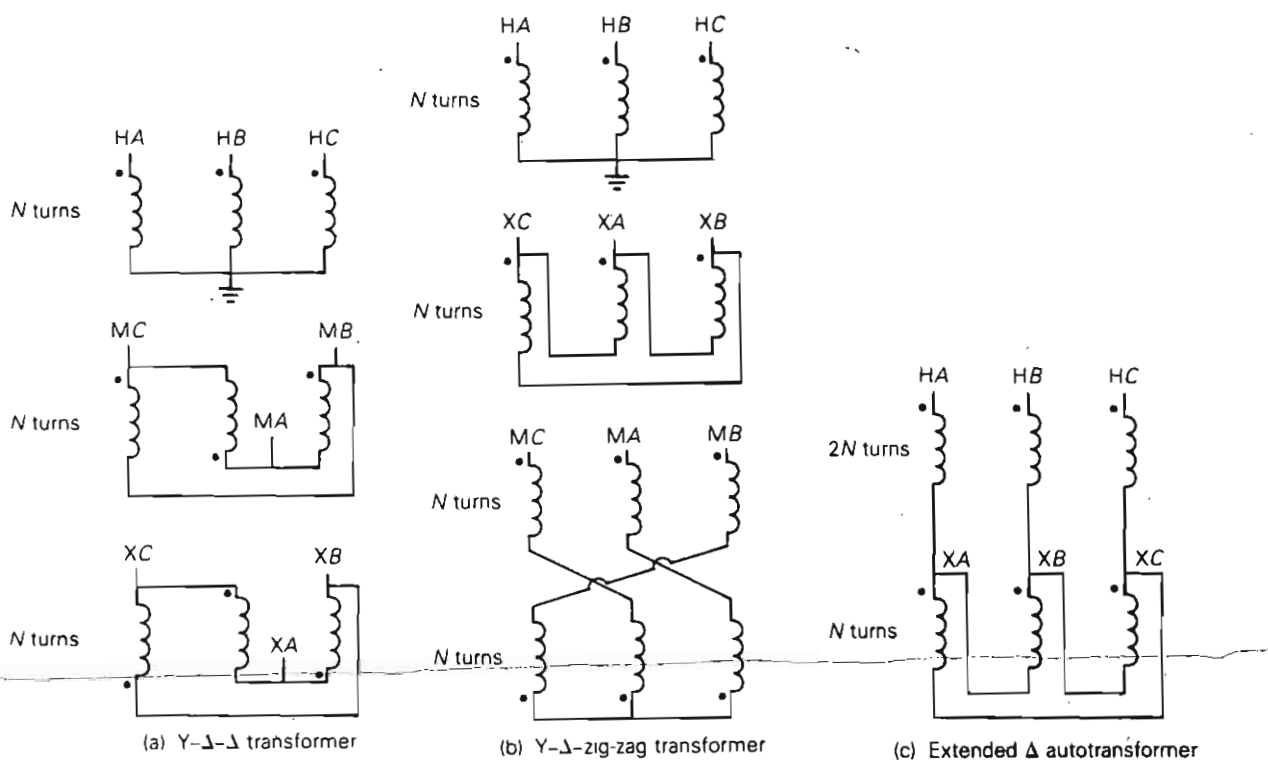 HA HB HC
N turns
MC MB
MA
N turns
XC XB
XA
N turns
(a) Y-Δ-Δ transformer
HA HB HC
N turns
XC XA XB
N turns
MC MA MB
N turns
N turns
(b) Y-Δ-zig-zag transformer
HA HB HC
2N turns
XA XB XC
N turns
(c) Extended Δ autotransformer